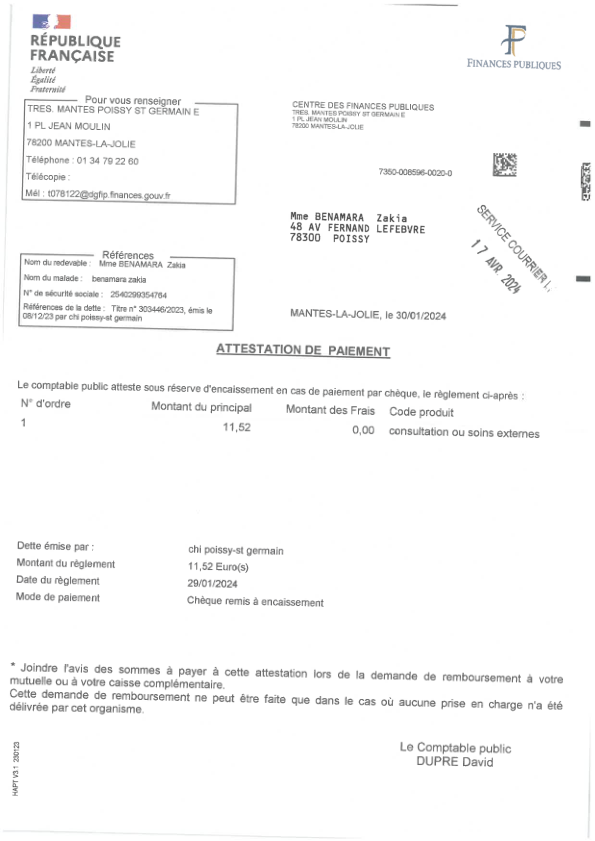 RÉPUBLIQUE
FRANÇAISE
Liberté
Égalité
Fraternité
FINANCES PUBLIQUES
Pour vous renseigner
TRES. MANTES POISSY ST GERMAIN E
1 PL JEAN MOULIN
78200 MANTES-LA-JOLIE
Téléphone : 01 34 79 22 60
Télécopie :
Mél : t078122@dgfip.finances.gouv.fr
CENTRE DES FINANCES PUBLIQUES
TRES. MANTES POISSY ST GERMAIN E
1 PL JEAN MOULIN
78200 MANTES-LA-JOLIE
7350-008596-0020-0
Mme BENAMARA Zakia
48 AV FERNAND LEFEBVRE
78300 POISSY
SERVICE COURRIER
17 AVR. 2024
Références
Nom du redevable : Mme BENAMARA Zakia
Nom du malade : benamara zakia
N° de sécurité sociale : 2540299354764
Références de la dette : Titre n° 303446/2023, émis le
08/12/23 par chi poissy-st germain
MANTES-LA-JOLIE, le 30/01/2024
ATTESTATION DE PAIEMENT
Le comptable public atteste sous réserve d'encaissement en cas de paiement par chèque, le règlement ci-après :
N° d'ordre Montant du principal Montant des Frais Code produit
1 11,52 0,00 consultation ou soins externes
Dette émise par : chi poissy-st germain
Montant du règlement 11,52 Euro(s)
Date du règlement 29/01/2024
Mode de paiement Chèque remis à encaissement
* Joindre l'avis des sommes à payer à cette attestation lors de la demande de remboursement à votre
mutuelle ou à votre caisse complémentaire.
Cette demande de remboursement ne peut être faite que dans le cas où aucune prise en charge n'a été
délivrée par cet organisme.
Le Comptable public
DUPRE David
HAPT V3.1 230123